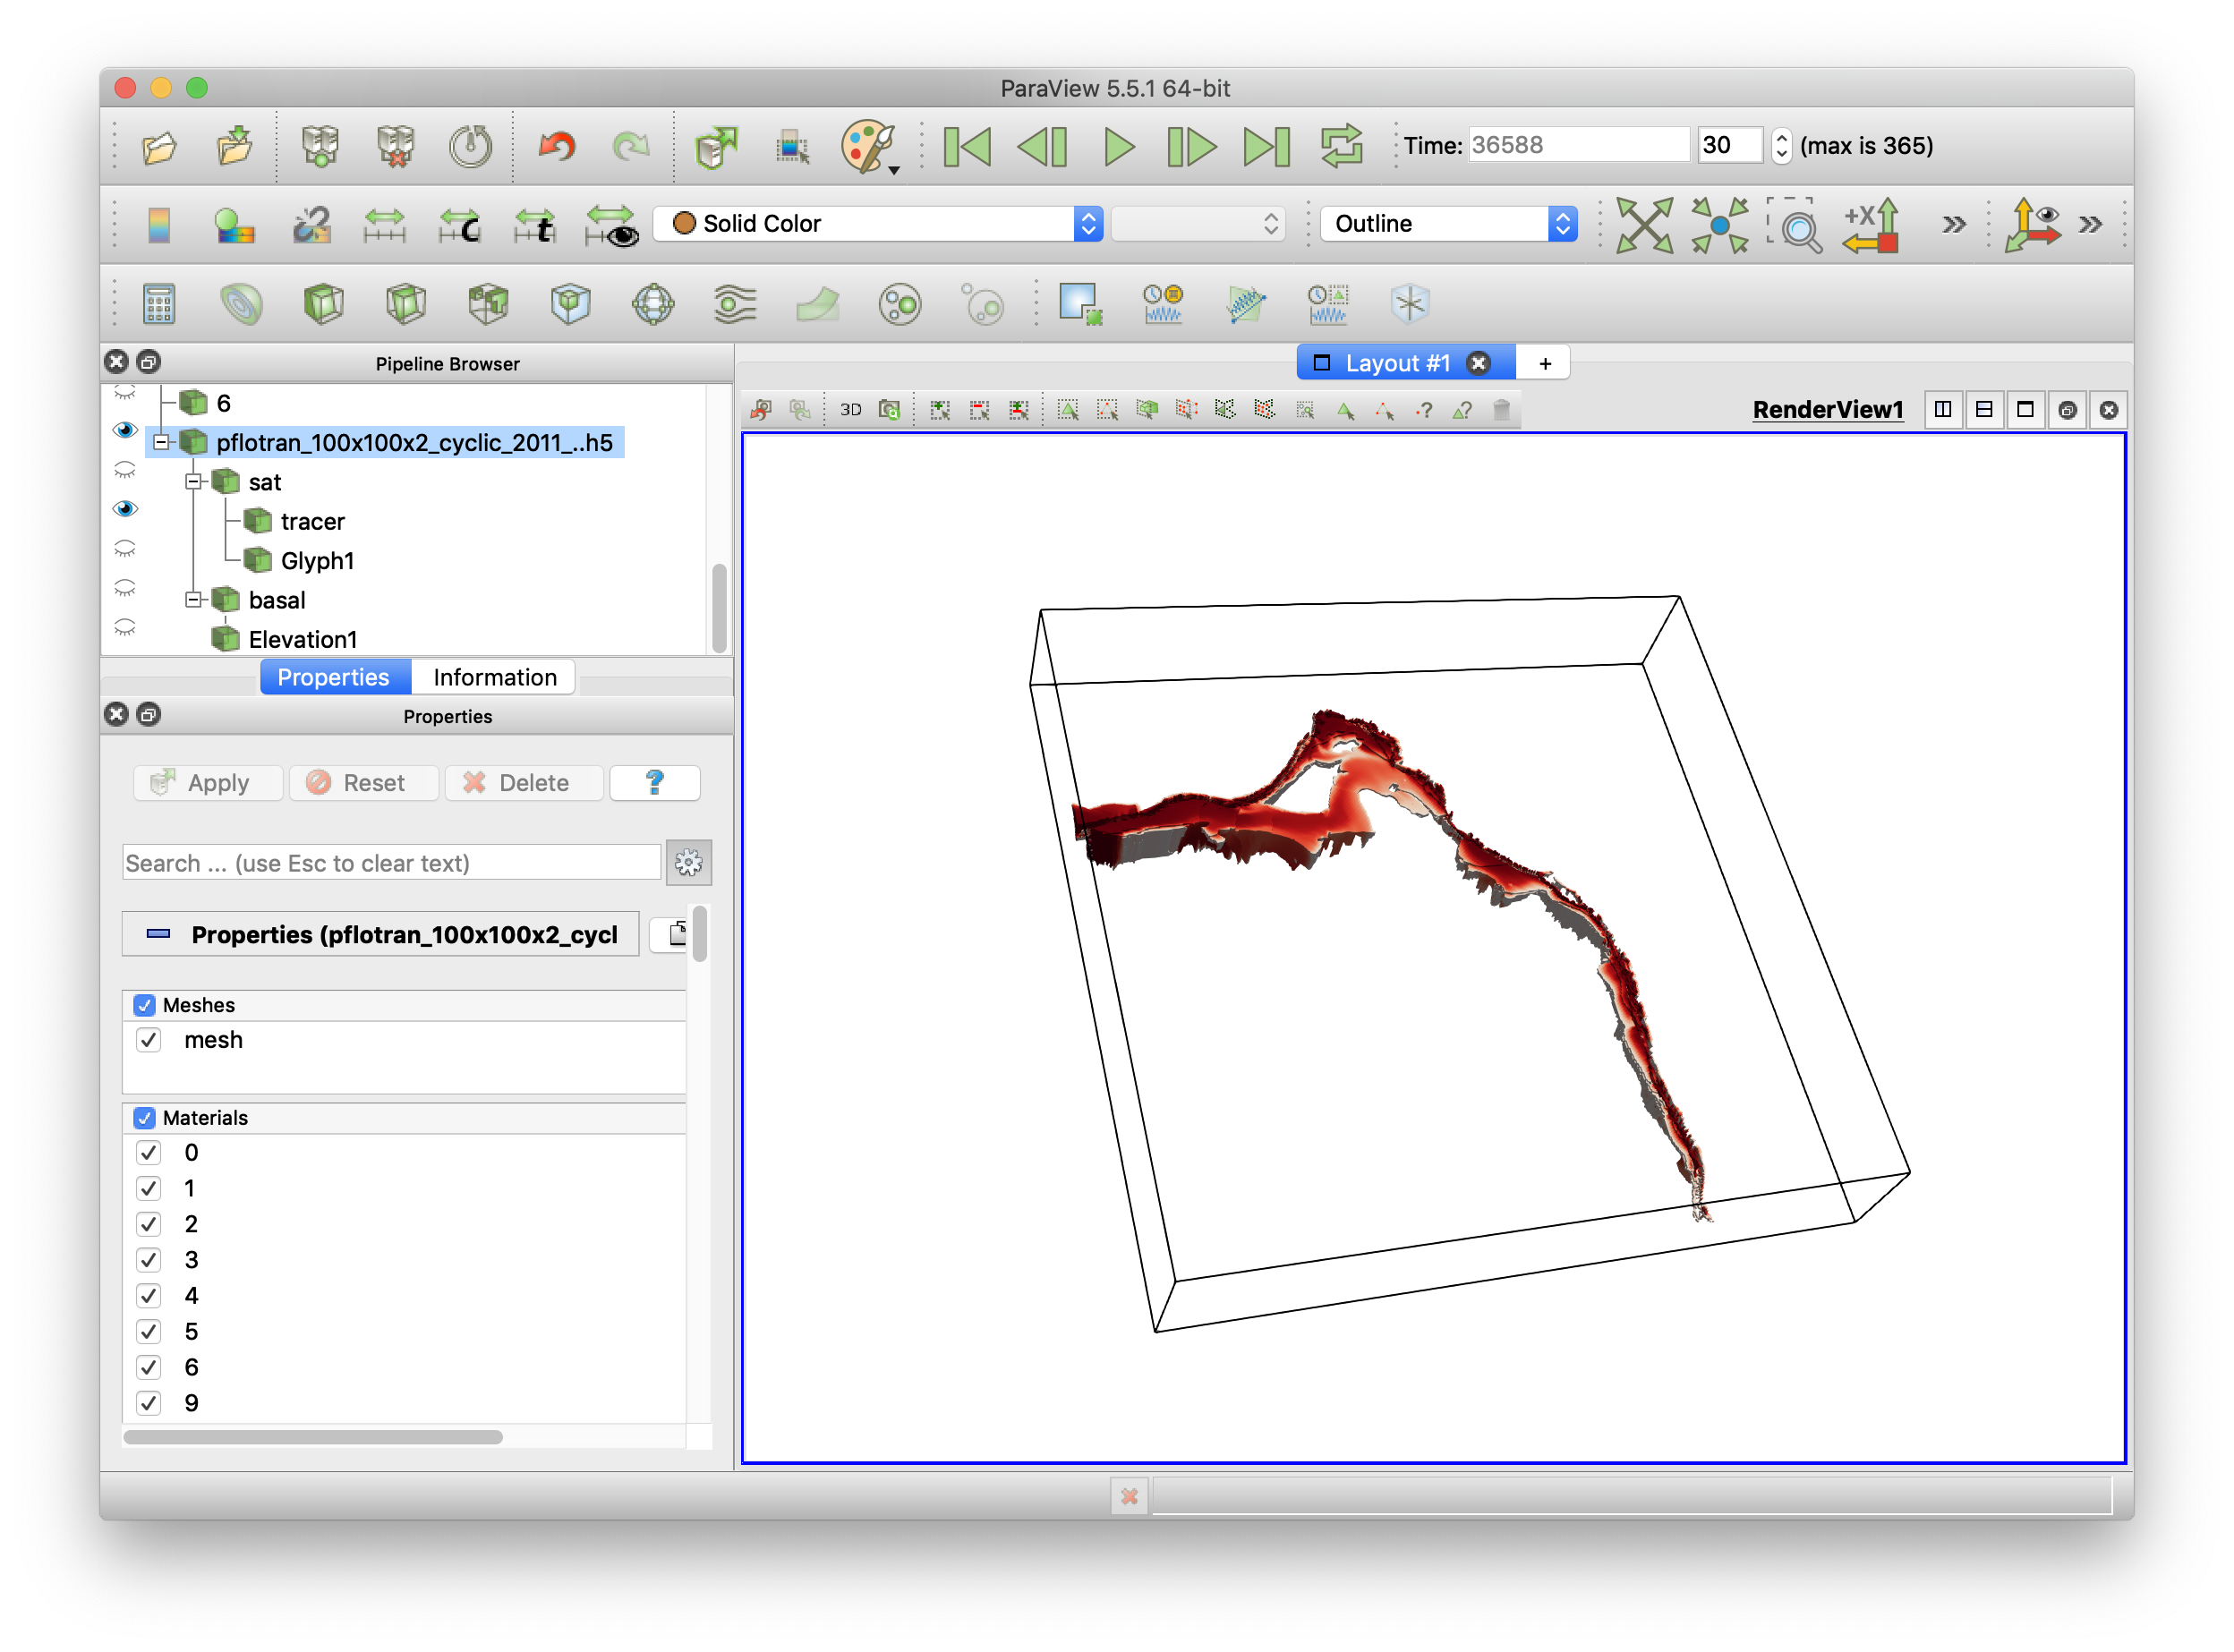 ParaView 5.5.1 64-bit
Time: 36588 30 (max is 365)
C t Solid Color Outline +X
Pipeline Browser
Layout #1 +
6
3D RenderView1
pflotran_100x100x2_cyclic_2011_..h5
sat
tracer
Glyph1
basal
Elevation1
Properties Information
Properties
Apply Reset Delete ?
Search ... (use Esc to clear text)
Properties (pflotran_100x100x2_cycl
Meshes
mesh
Materials
0
1
2
3
4
5
6
9